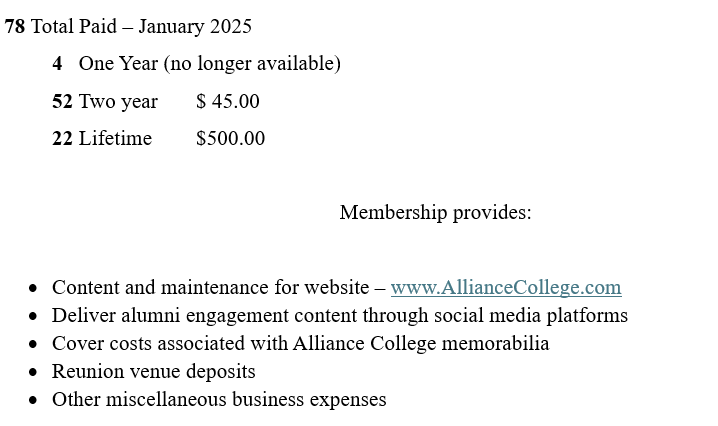 78 Total Paid – January 2025
4 One Year (no longer available)
52 Two year $ 45.00
22 Lifetime $500.00
Membership provides:
• Content and maintenance for website – www.AllianceCollege.com
• Deliver alumni engagement content through social media platforms
• Cover costs associated with Alliance College memorabilia
• Reunion venue deposits
• Other miscellaneous business expenses